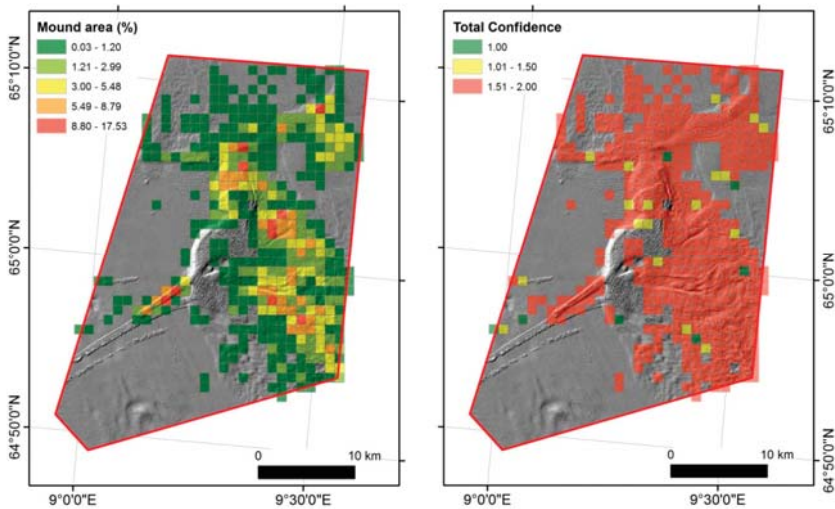 Mound area (%)
0.03 - 1.20
1.21 - 2.99
3.00 - 5.48
5.49 - 8.79
8.80 - 17.53
65°10'0"N
65°0'0"N
64°50'0"N
0 10 km
9°0'0"E 9°30'0"E
Total Confidence
1.00
1.01 - 1.50
1.51 - 2.00
65°10'0"N
65°0'0"N
64°50'0"N
0 10 km
9°0'0"E 9°30'0"E